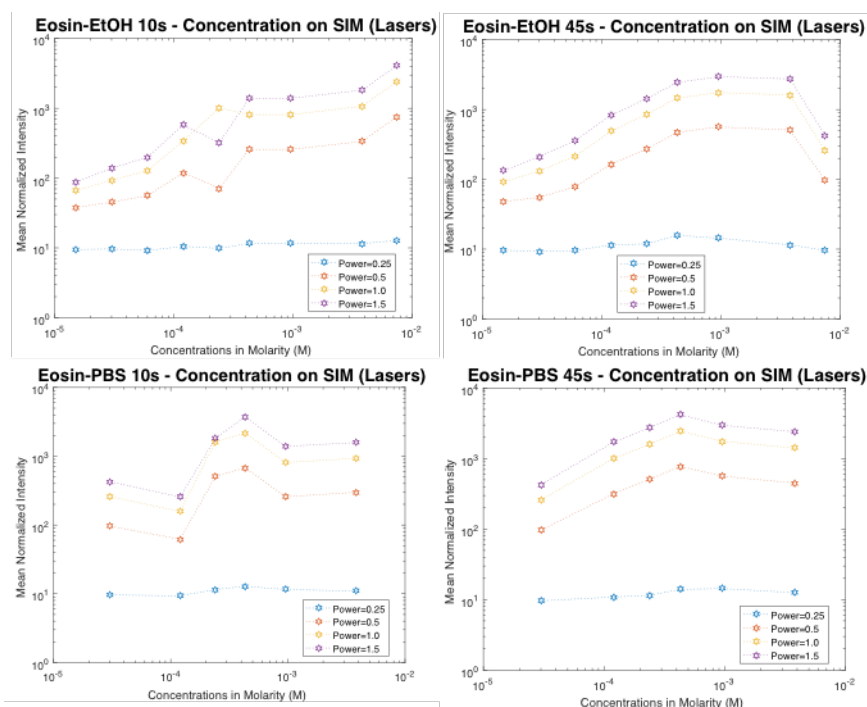 Eosin-EtOH 10s - Concentration on SIM (Lasers)
Mean Normalized Intensity
10^4
10^3
10^2
10^1
10^0
10^-5
10^-4
10^-3
10^-2
Concentrations in Molarity (M)
Power=0.25
Power=0.5
Power=1.0
Power=1.5
Eosin-EtOH 45s - Concentration on SIM (Lasers)
Mean Normalized Intensity
10^4
10^3
10^2
10^1
10^0
10^-5
10^-4
10^-3
10^-2
Concentrations in Molarity (M)
Power=0.25
Power=0.5
Power=1.0
Power=1.5
Eosin-PBS 10s - Concentration on SIM (Lasers)
Mean Normalized Intensity
10^4
10^3
10^2
10^1
10^0
10^-5
10^-4
10^-3
10^-2
Concentrations in Molarity (M)
Power=0.25
Power=0.5
Power=1.0
Power=1.5
Eosin-PBS 45s - Concentration on SIM (Lasers)
Mean Normalized Intensity
10^4
10^3
10^2
10^1
10^0
10^-5
10^-4
10^-3
10^-2
Concentrations in Molarity (M)
Power=0.25
Power=0.5
Power=1.0
Power=1.5